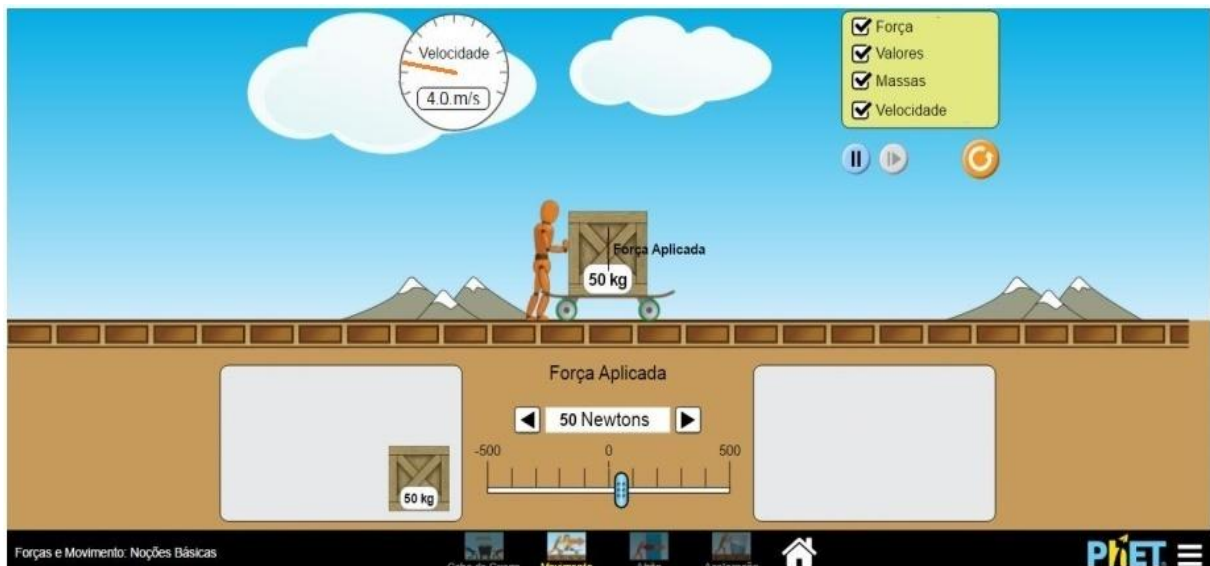 Velocidade
4.0 m/s
Força
Valores
Massas
Velocidade
Força Aplicada
50 kg
Força Aplicada
50 Newtons
-500 0 500
50 kg
Forças e Movimento: Noções Básicas
Movimento
PhET